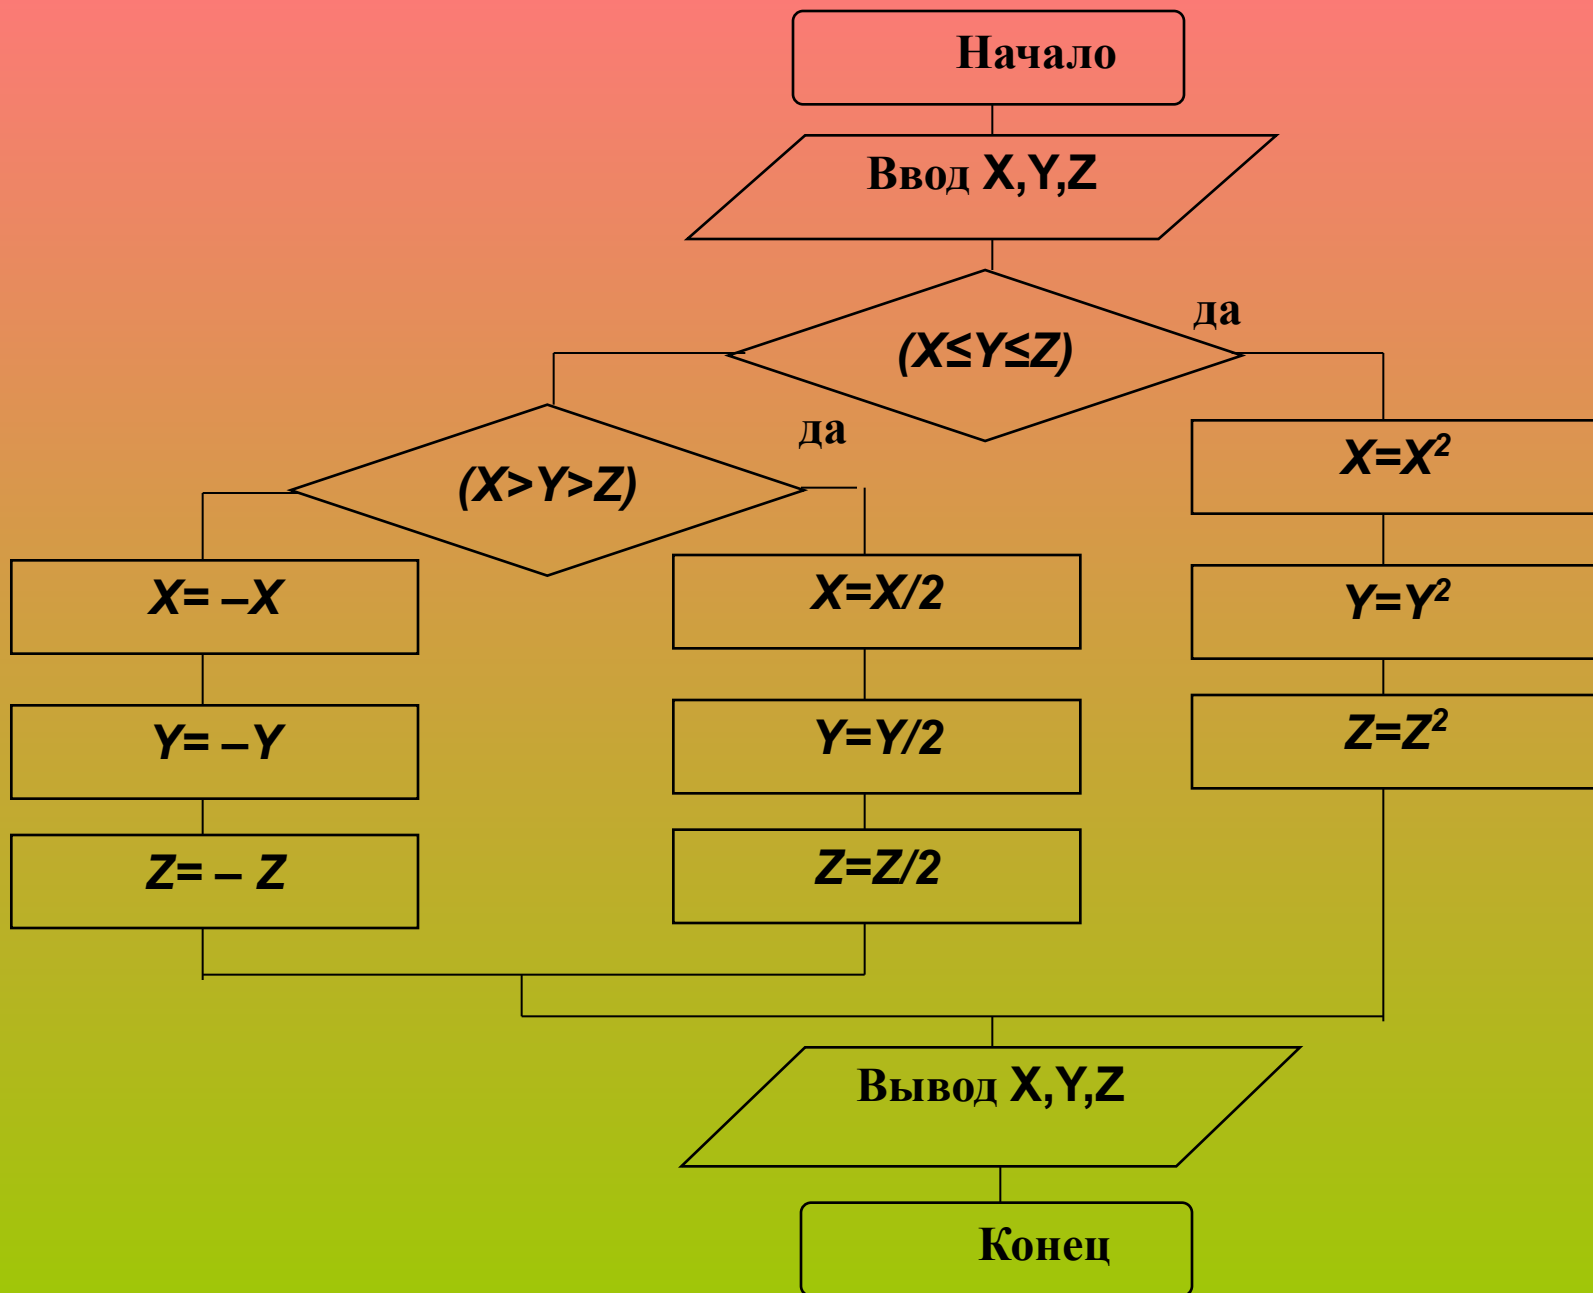 Начало
Ввод X,Y,Z
да
(X≤Y≤Z)
да
(X>Y>Z)
X=X²
X= –X
X=X/2
Y=Y²
Y= –Y
Y=Y/2
Z=Z²
Z= – Z
Z=Z/2
Вывод X,Y,Z
Конец